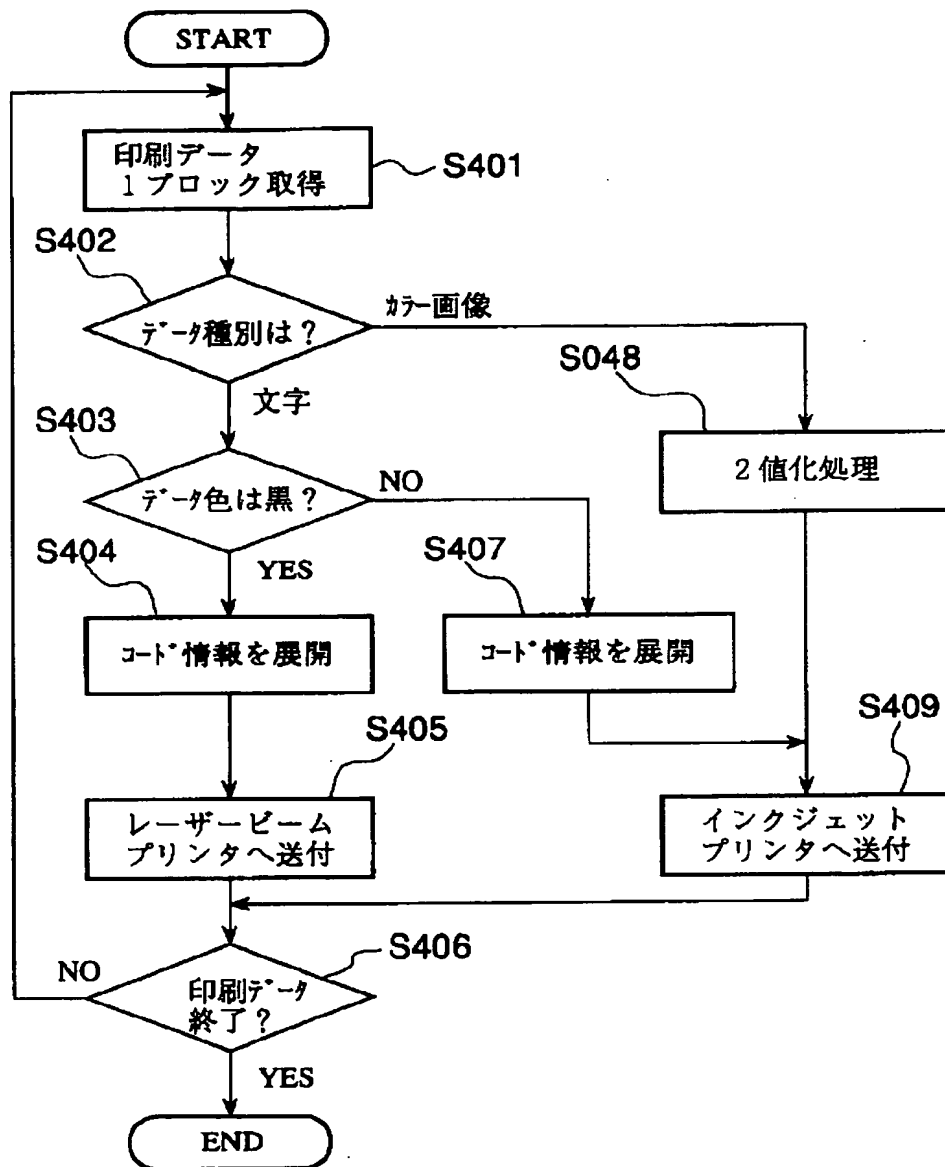 START
印刷データ
1ブロック取得
S401
S402
データ種別は?
カラー画像
文字
S048
2値化処理
S403
データ色は黒?
NO
YES
S404
コード情報を展開
S407
コード情報を展開
S405
レーザービーム
プリンタへ送付
S409
インクジェット
プリンタへ送付
S406
印刷データ
終了?
NO
YES
END